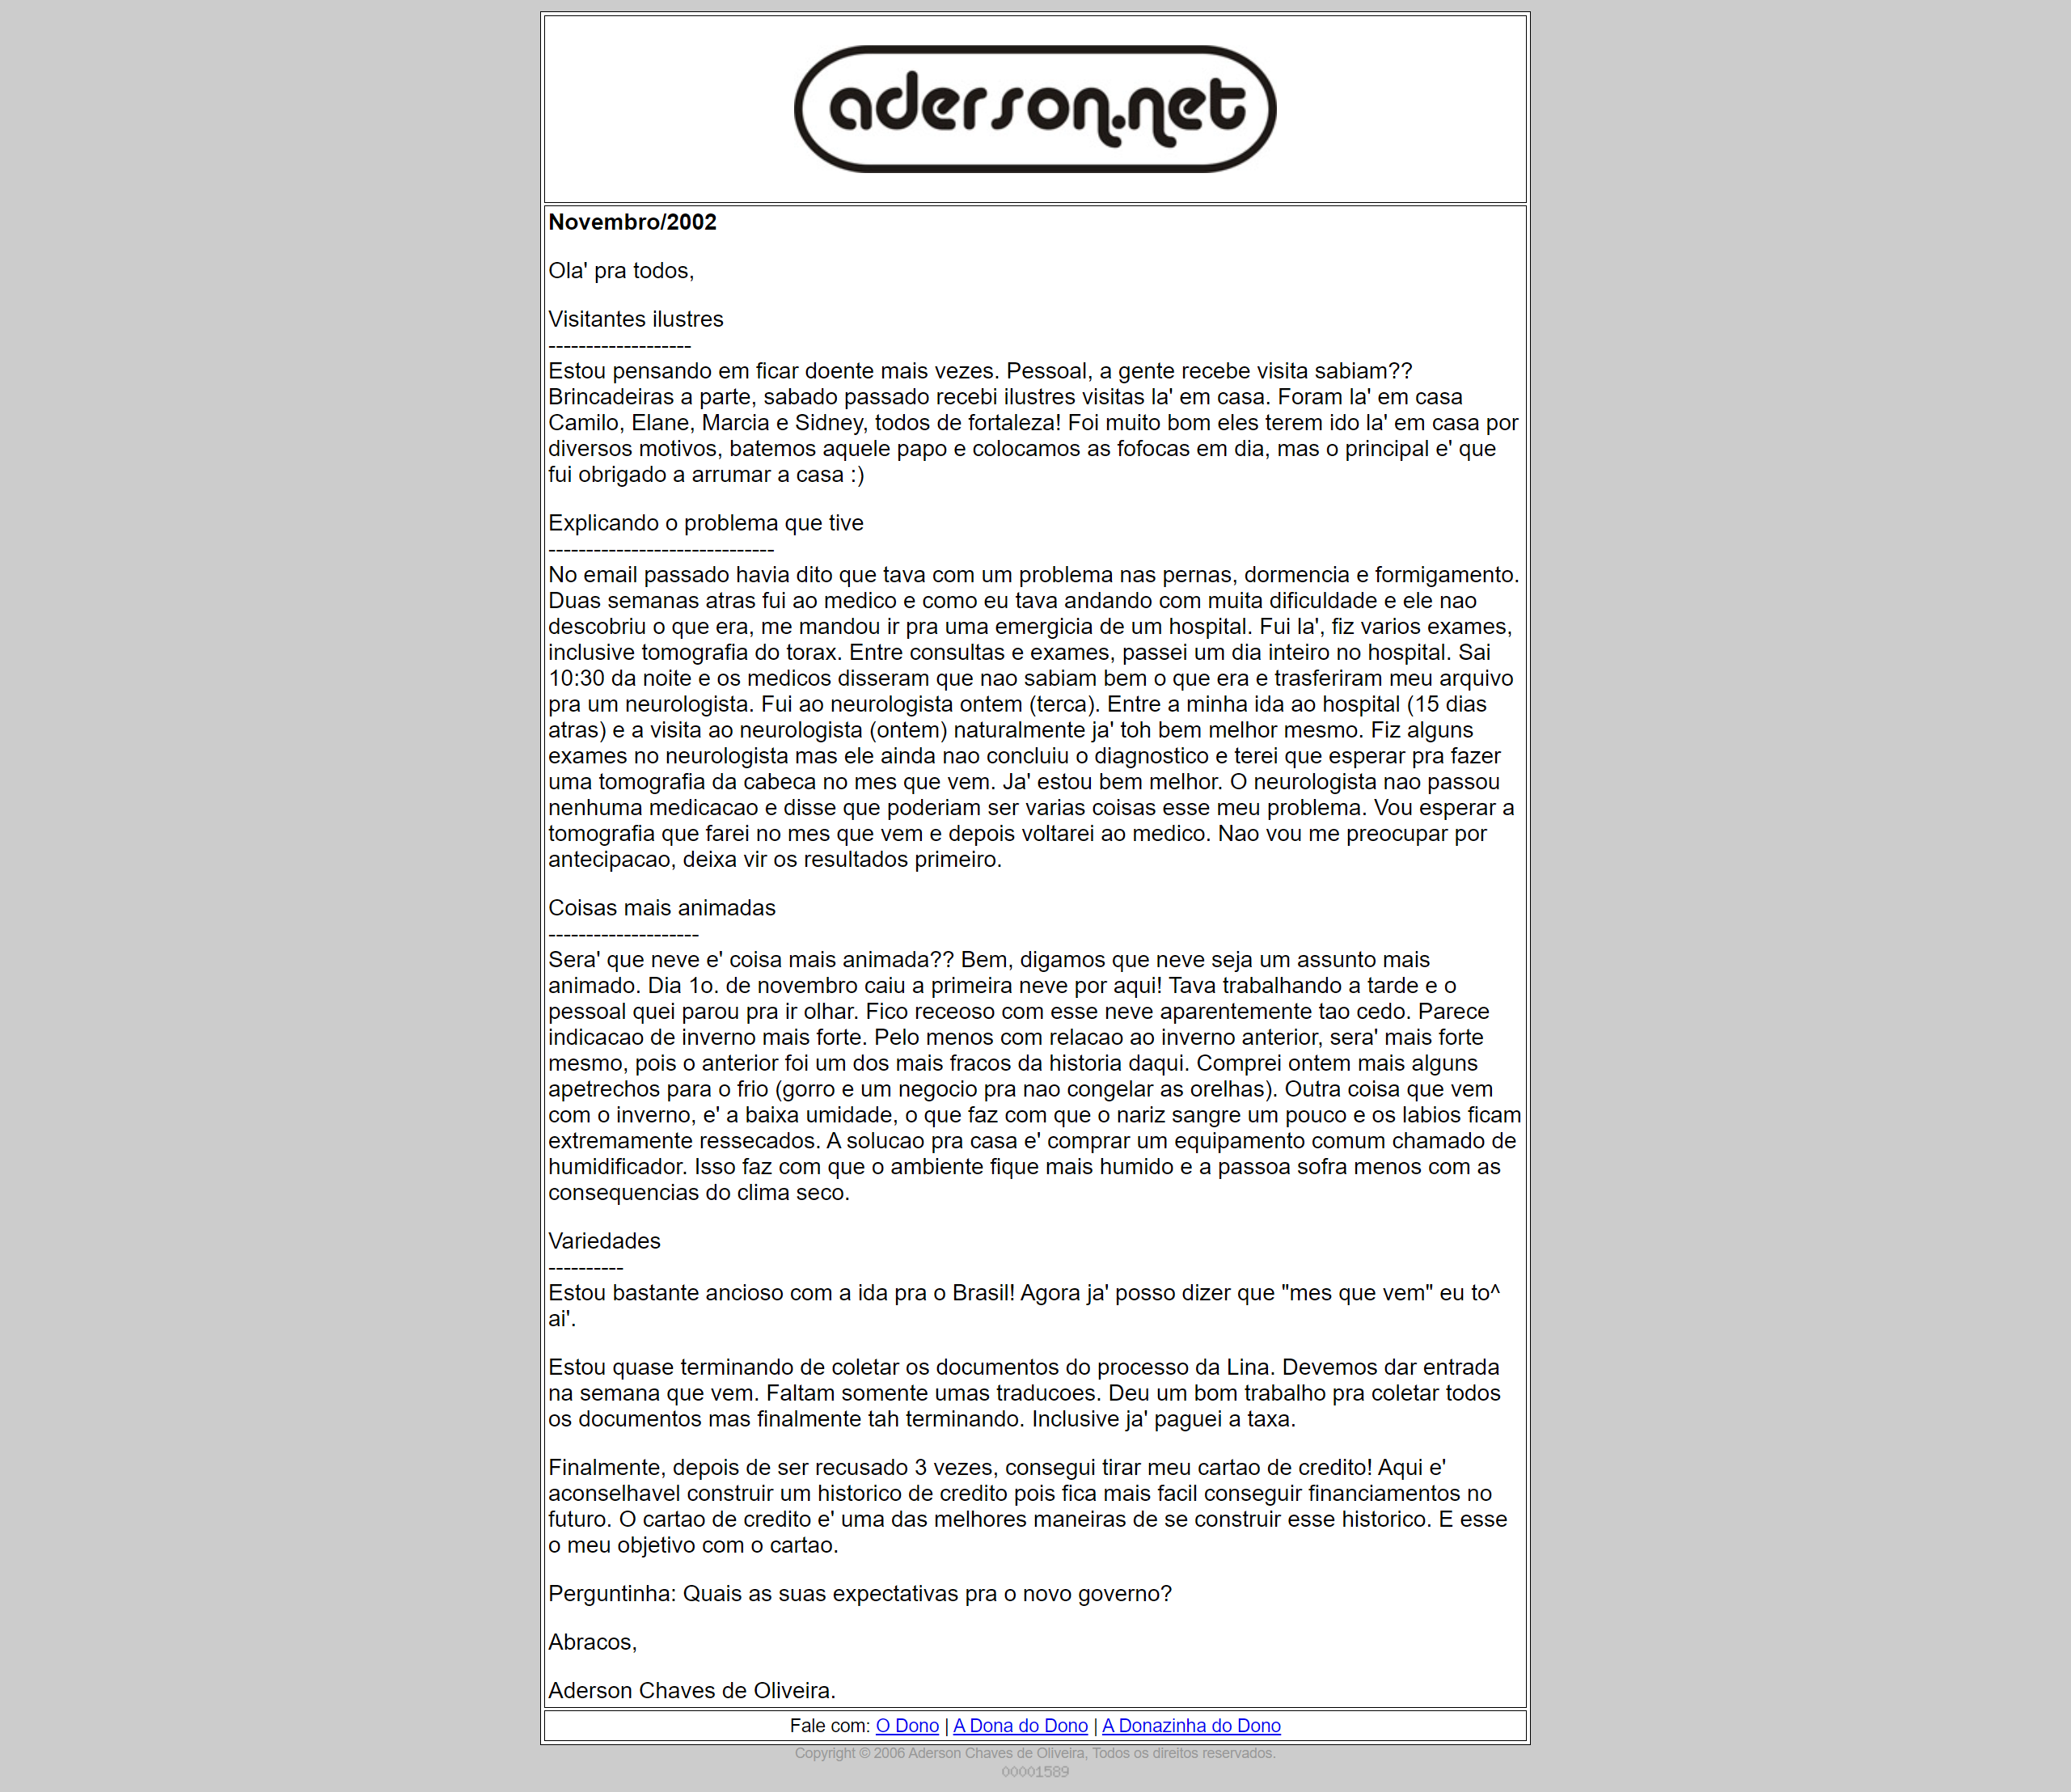 aderson.net
Novembro/2002
Ola' pra todos,
Visitantes ilustres
-------------------
Estou pensando em ficar doente mais vezes. Pessoal, a gente recebe visita sabiam??
Brincadeiras a parte, sabado passado recebi ilustres visitas la' em casa. Foram la' em casa
Camilo, Elane, Marcia e Sidney, todos de fortaleza! Foi muito bom eles terem ido la' em casa por
diversos motivos, batemos aquele papo e colocamos as fofocas em dia, mas o principal e' que
fui obrigado a arrumar a casa :)
Explicando o problema que tive
------------------------------
No email passado havia dito que tava com um problema nas pernas, dormencia e formigamento.
Duas semanas atras fui ao medico e como eu tava andando com muita dificuldade e ele nao
descobriu o que era, me mandou ir pra uma emergicia de um hospital. Fui la', fiz varios exames,
inclusive tomografia do torax. Entre consultas e exames, passei um dia inteiro no hospital. Sai
10:30 da noite e os medicos disseram que nao sabiam bem o que era e trasferiram meu arquivo
pra um neurologista. Fui ao neurologista ontem (terca). Entre a minha ida ao hospital (15 dias
atras) e a visita ao neurologista (ontem) naturalmente ja' toh bem melhor mesmo. Fiz alguns
exames no neurologista mas ele ainda nao concluiu o diagnostico e terei que esperar pra fazer
uma tomografia da cabeca no mes que vem. Ja' estou bem melhor. O neurologista nao passou
nenhuma medicacao e disse que poderiam ser varias coisas esse meu problema. Vou esperar a
tomografia que farei no mes que vem e depois voltarei ao medico. Nao vou me preocupar por
antecipacao, deixa vir os resultados primeiro.
Coisas mais animadas
--------------------
Sera' que neve e' coisa mais animada?? Bem, digamos que neve seja um assunto mais
animado. Dia 1o. de novembro caiu a primeira neve por aqui! Tava trabalhando a tarde e o
pessoal quei parou pra ir olhar. Fico receoso com esse neve aparentemente tao cedo. Parece
indicacao de inverno mais forte. Pelo menos com relacao ao inverno anterior, sera' mais forte
mesmo, pois o anterior foi um dos mais fracos da historia daqui. Comprei ontem mais alguns
apetrechos para o frio (gorro e um negocio pra nao congelar as orelhas). Outra coisa que vem
com o inverno, e' a baixa umidade, o que faz com que o nariz sangre um pouco e os labios ficam
extremamente ressecados. A solucao pra casa e' comprar um equipamento comum chamado de
humidificador. Isso faz com que o ambiente fique mais humido e a passoa sofra menos com as
consequencias do clima seco.
Variedades
----------
Estou bastante ancioso com a ida pra o Brasil! Agora ja' posso dizer que "mes que vem" eu to^
ai'.
Estou quase terminando de coletar os documentos do processo da Lina. Devemos dar entrada
na semana que vem. Faltam somente umas traducoes. Deu um bom trabalho pra coletar todos
os documentos mas finalmente tah terminando. Inclusive ja' paguei a taxa.
Finalmente, depois de ser recusado 3 vezes, consegui tirar meu cartao de credito! Aqui e'
aconselhavel construir um historico de credito pois fica mais facil conseguir financiamentos no
futuro. O cartao de credito e' uma das melhores maneiras de se construir esse historico. E esse
o meu objetivo com o cartao.
Perguntinha: Quais as suas expectativas pra o novo governo?
Abracos,
Aderson Chaves de Oliveira.
Fale com: O Dono | A Dona do Dono | A Donazinha do Dono
Copyright © 2006 Aderson Chaves de Oliveira, Todos os direitos reservados.
00001589